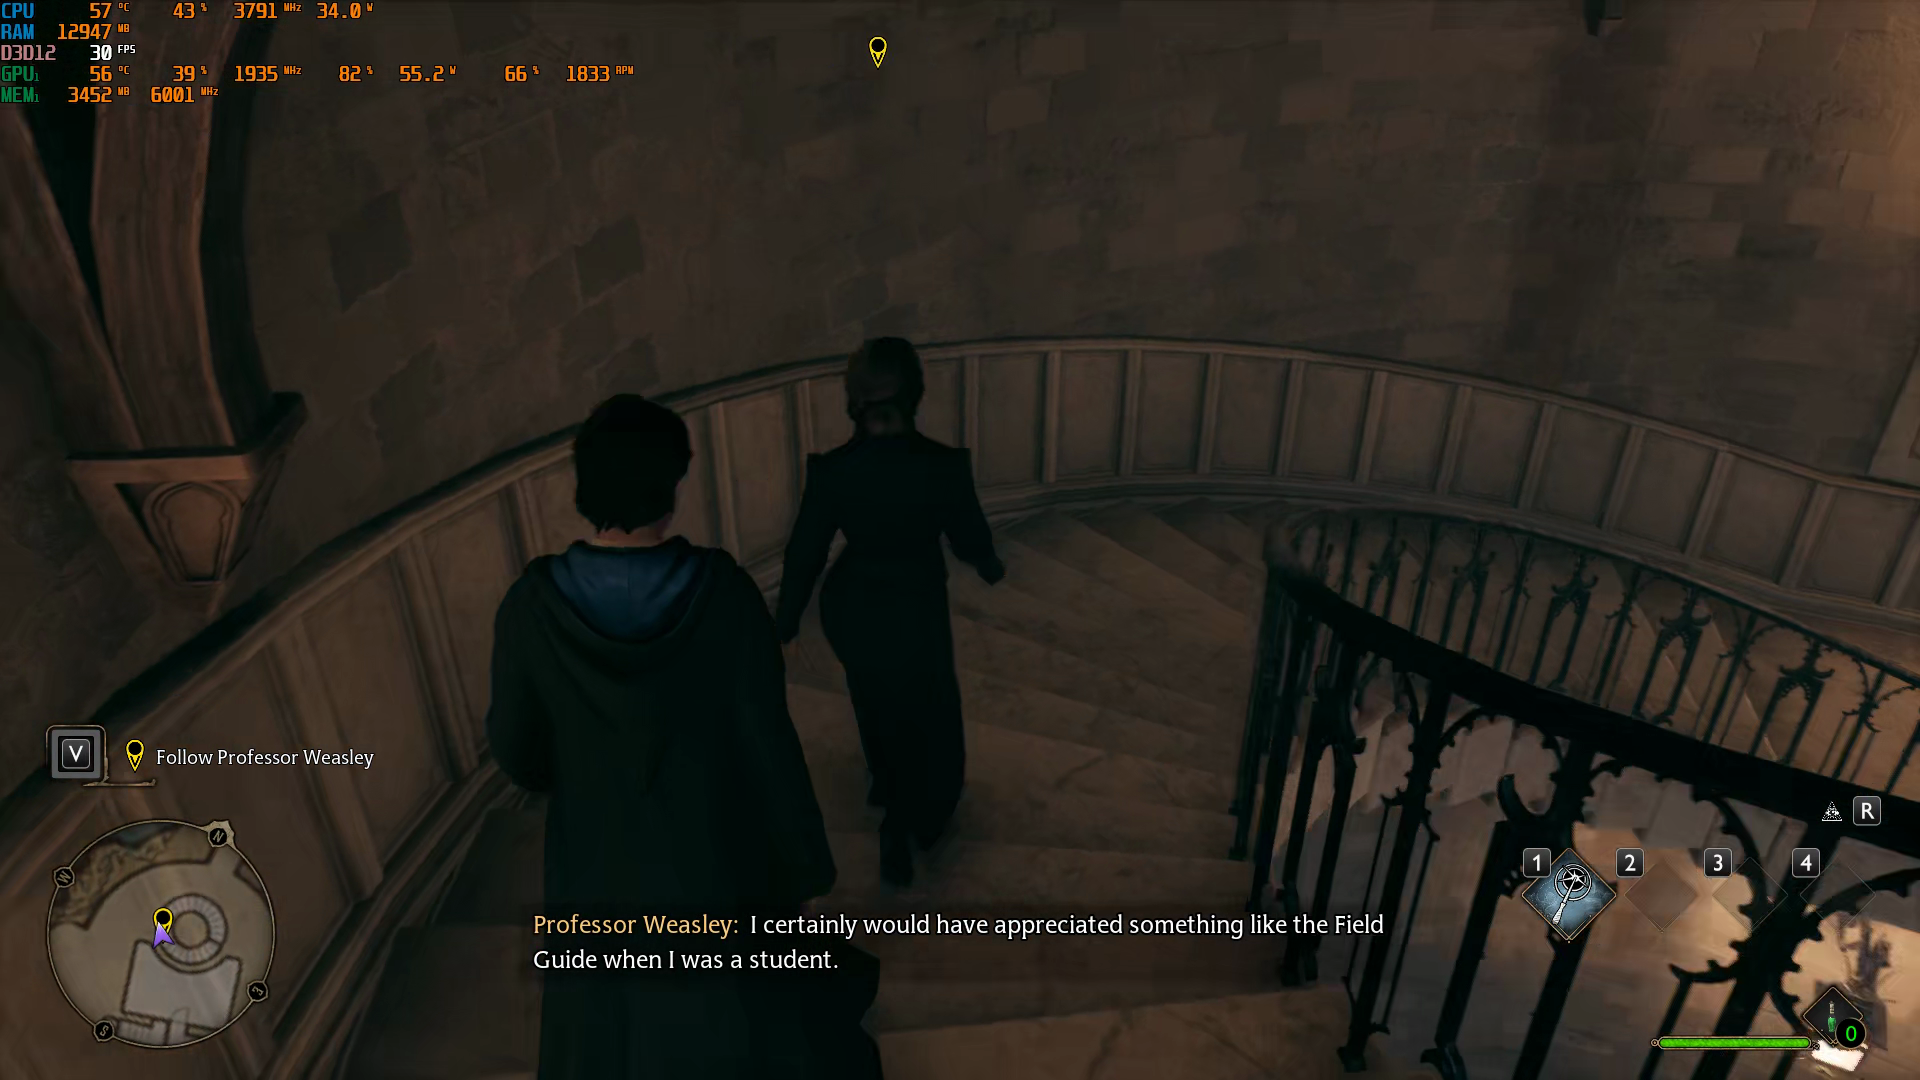 CPU 57 °C 43 % 3791 MHz 34.0 W
RAM 12947 MB
D3D12 30 FPS
GPU1 56 °C 39 % 1935 MHz 82 % 55.2 W 66 % 1833 RPM
MEM1 3452 MB 6001 MHz
V Follow Professor Weasley
N
W
E
S
R
1 2 3 4
Professor Weasley: I certainly would have appreciated something like the Field
Guide when I was a student.
0